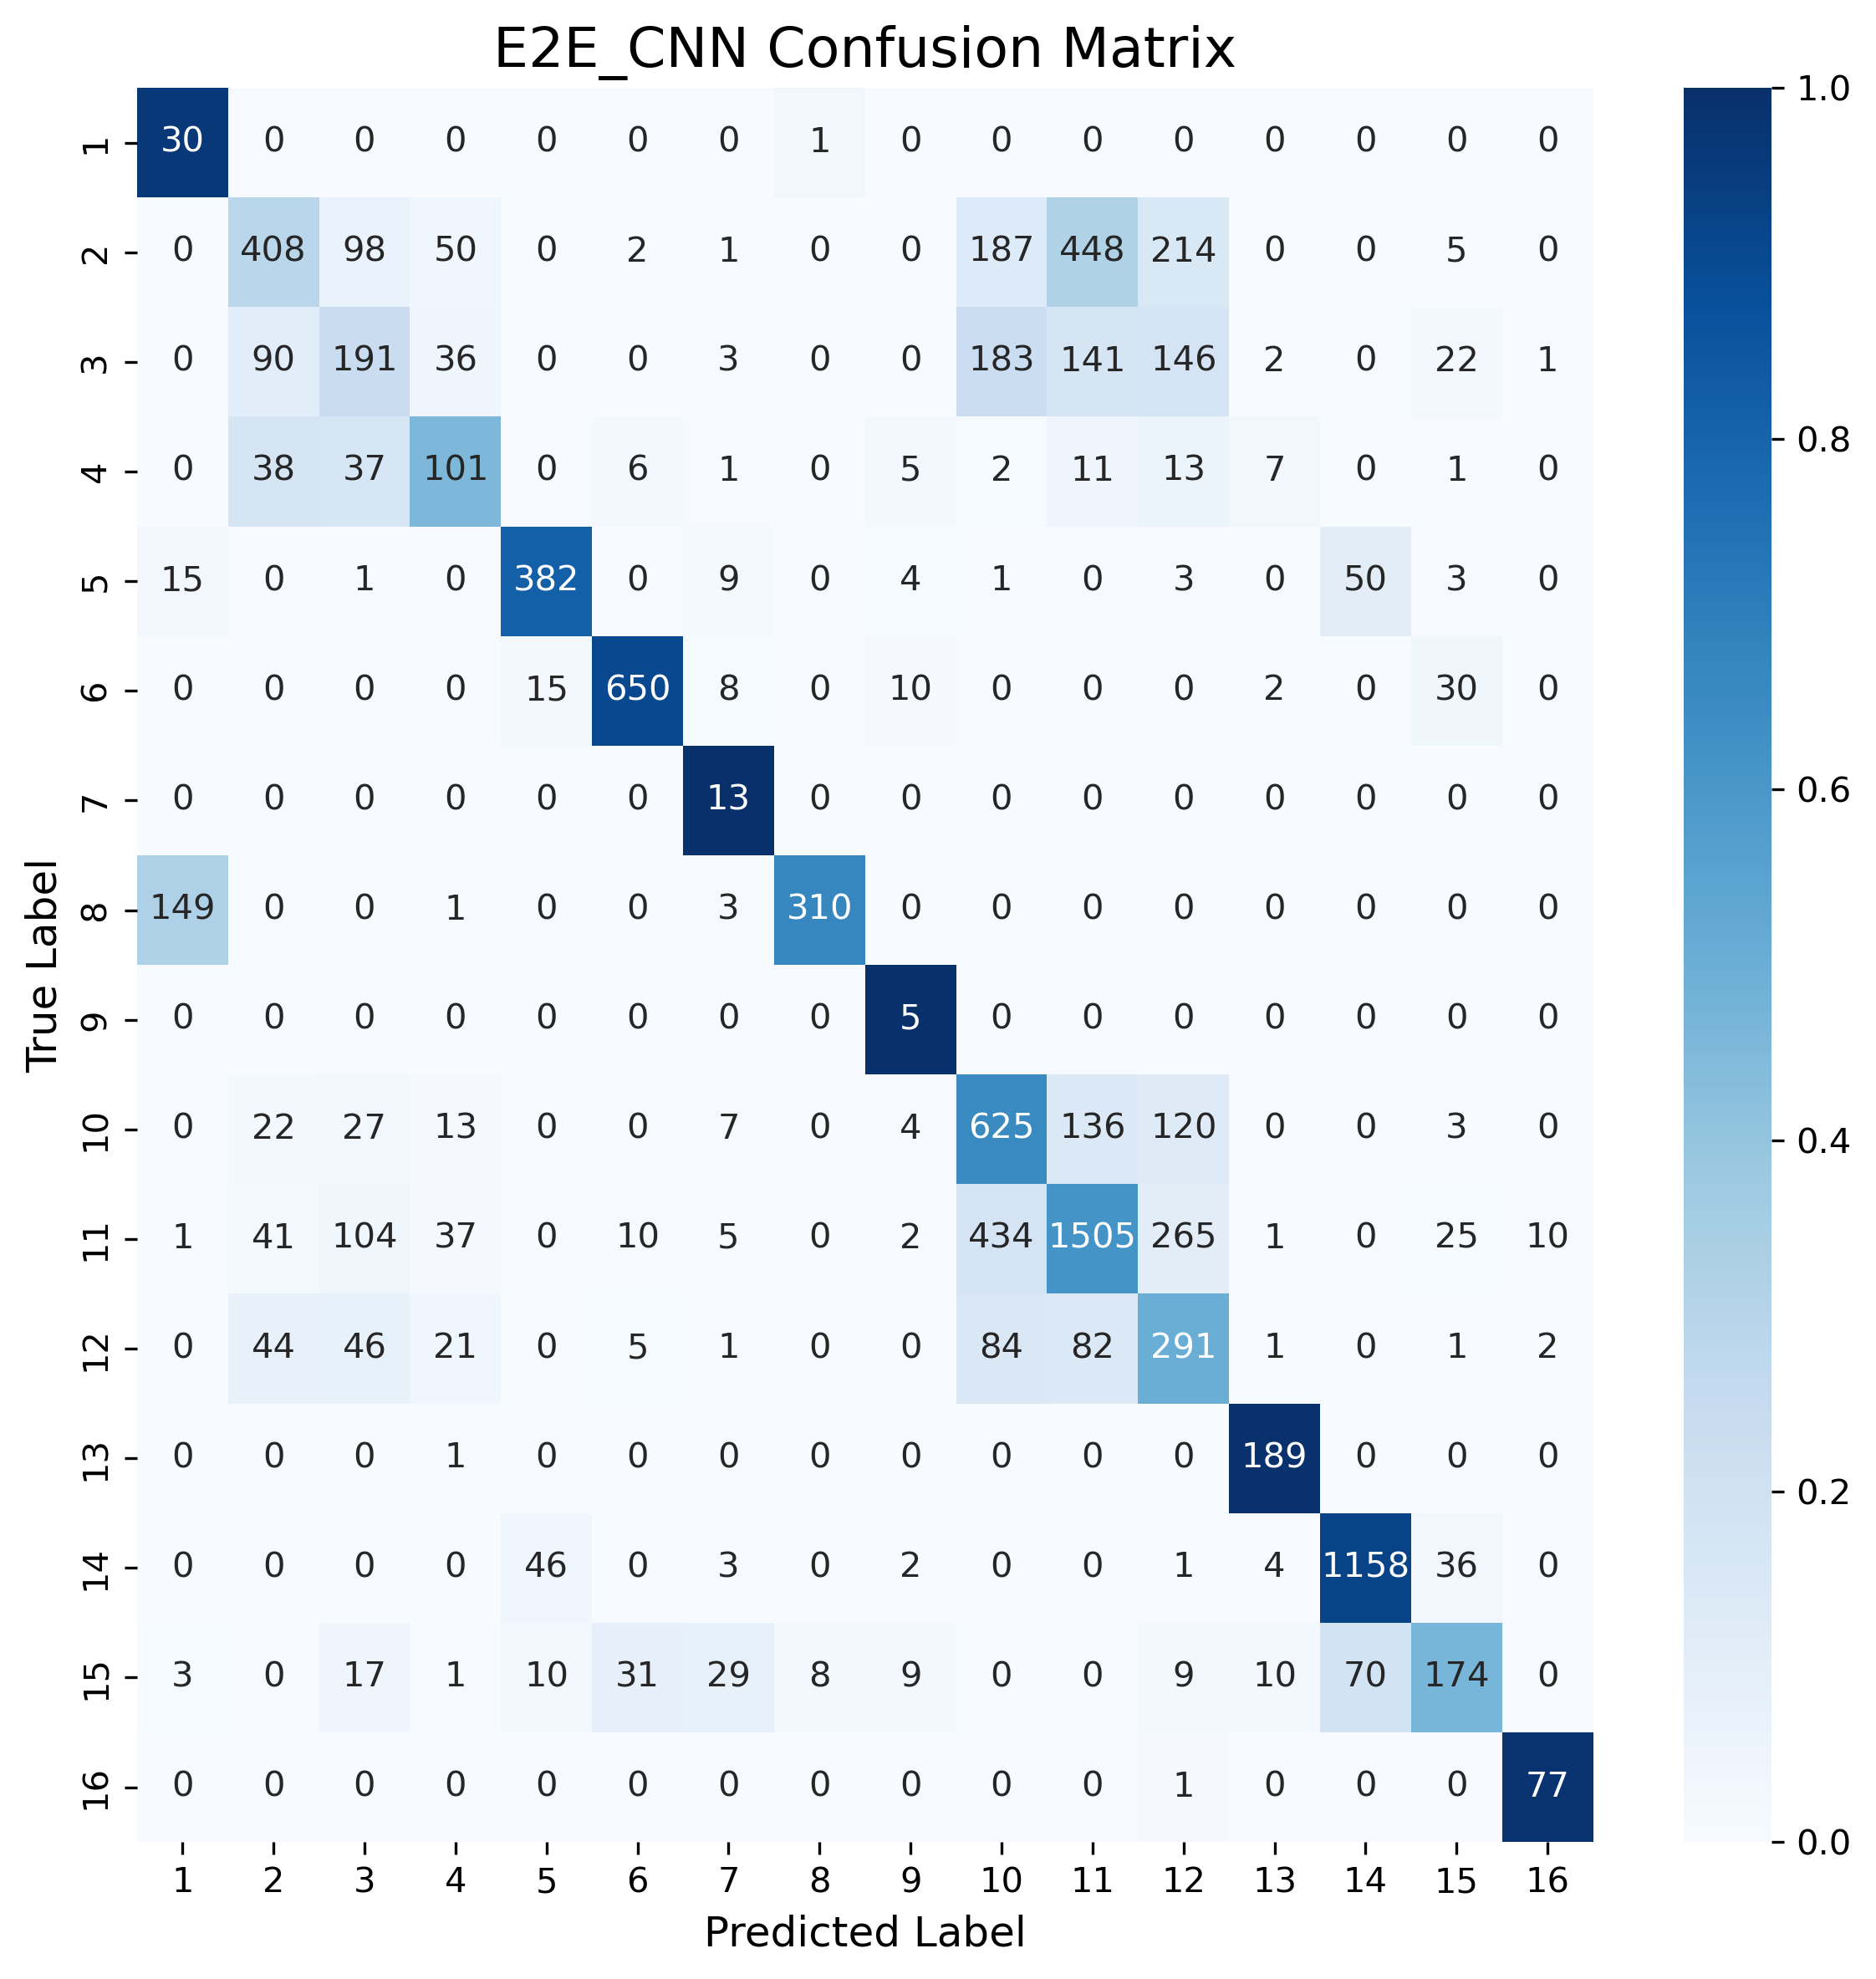 E2E_CNN Confusion Matrix
1 30 0 0 0 0 0 0 1 0 0 0 0 0 0 0 0
2 0 408 98 50 0 2 1 0 0 187 448 214 0 0 5 0
3 0 90 191 36 0 0 3 0 0 183 141 146 2 0 22 1
4 0 38 37 101 0 6 1 0 5 2 11 13 7 0 1 0
5 15 0 1 0 382 0 9 0 4 1 0 3 0 50 3 0
6 0 0 0 0 15 650 8 0 10 0 0 0 2 0 30 0
7 0 0 0 0 0 0 13 0 0 0 0 0 0 0 0 0
8 149 0 0 1 0 0 3 310 0 0 0 0 0 0 0 0
9 0 0 0 0 0 0 0 0 5 0 0 0 0 0 0 0
10 0 22 27 13 0 0 7 0 4 625 136 120 0 0 3 0
11 1 41 104 37 0 10 5 0 2 434 1505 265 1 0 25 10
12 0 44 46 21 0 5 1 0 0 84 82 291 1 0 1 2
13 0 0 0 1 0 0 0 0 0 0 0 0 189 0 0 0
14 0 0 0 0 46 0 3 0 2 0 0 1 4 1158 36 0
15 3 0 17 1 10 31 29 8 9 0 0 9 10 70 174 0
16 0 0 0 0 0 0 0 0 0 0 0 1 0 0 0 77
1 2 3 4 5 6 7 8 9 10 11 12 13 14 15 16
Predicted Label
True Label
1.0
0.8
0.6
0.4
0.2
0.0